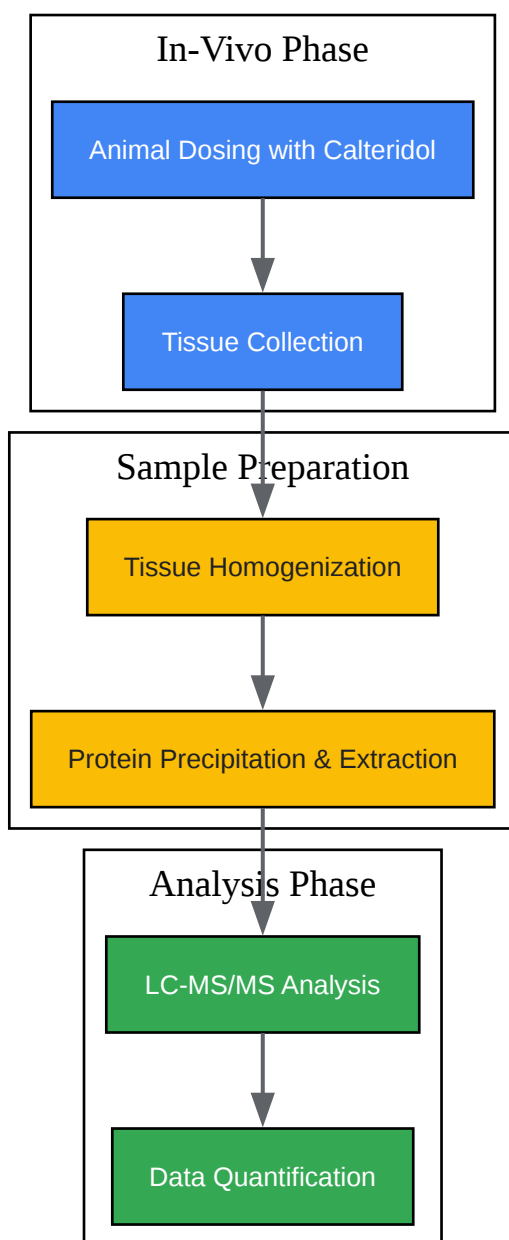 In-Vivo Phase
Animal Dosing with Calteridol
Tissue Collection
Sample Preparation
Tissue Homogenization
Protein Precipitation & Extraction
Analysis Phase
LC-MS/MS Analysis
Data Quantification